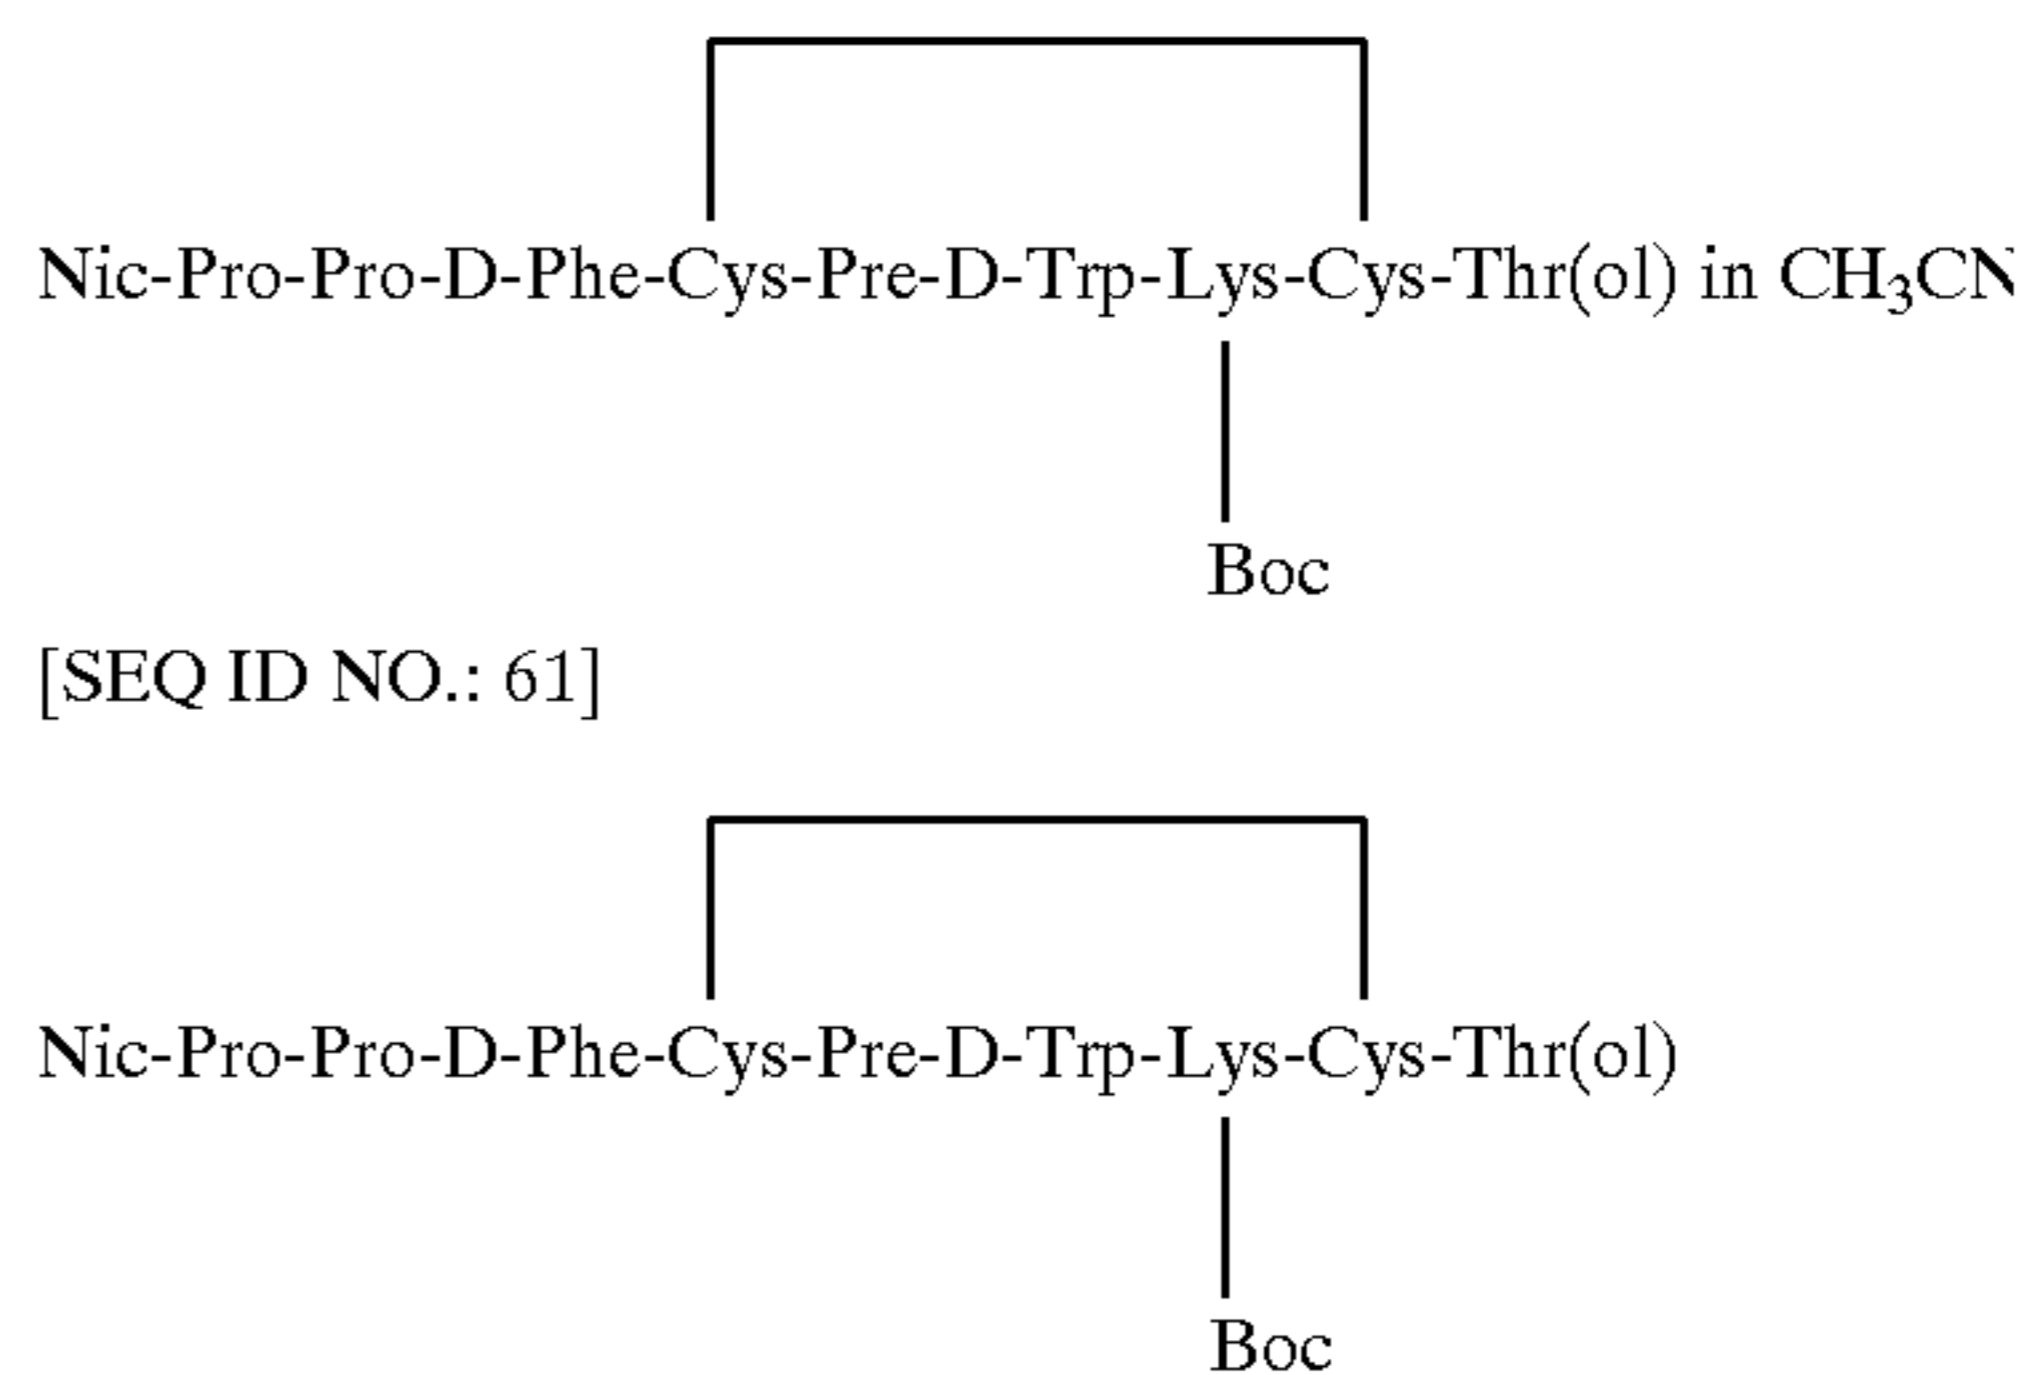 Nic-Pro-Pro-D-Phe-Cys-Pre-D-Trp-Lys-Cys-Thr(ol) in CH₃CN
Boc
[SEQ ID NO.: 61]
Nic-Pro-Pro-D-Phe-Cys-Pre-D-Trp-Lys-Cys-Thr(ol)
Boc